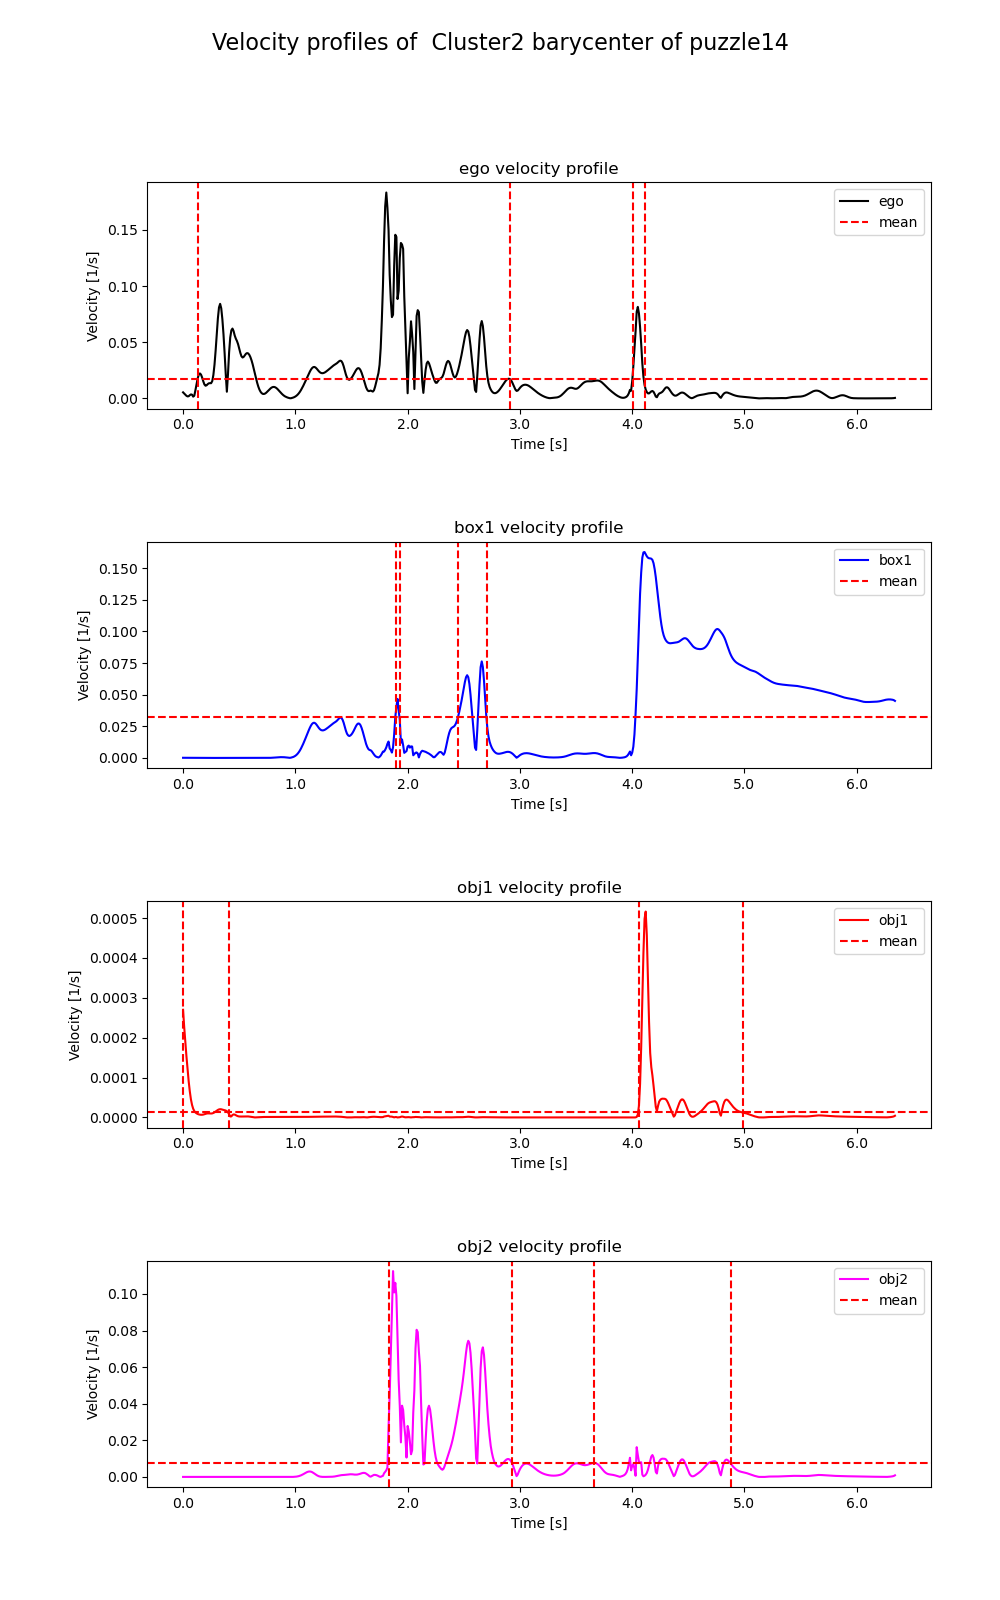 Velocity profiles of  Cluster2 barycenter of puzzle14
ego velocity profile
ego
mean
0.15
0.10
0.05
0.00
Velocity [1/s]
0.0 1.0 2.0 3.0 4.0 5.0 6.0
Time [s]
box1 velocity profile
box1
mean
0.150
0.125
0.100
0.075
0.050
0.025
0.000
Velocity [1/s]
0.0 1.0 2.0 3.0 4.0 5.0 6.0
Time [s]
obj1 velocity profile
obj1
mean
0.0005
0.0004
0.0003
0.0002
0.0001
0.0000
Velocity [1/s]
0.0 1.0 2.0 3.0 4.0 5.0 6.0
Time [s]
obj2 velocity profile
obj2
mean
0.10
0.08
0.06
0.04
0.02
0.00
Velocity [1/s]
0.0 1.0 2.0 3.0 4.0 5.0 6.0
Time [s]